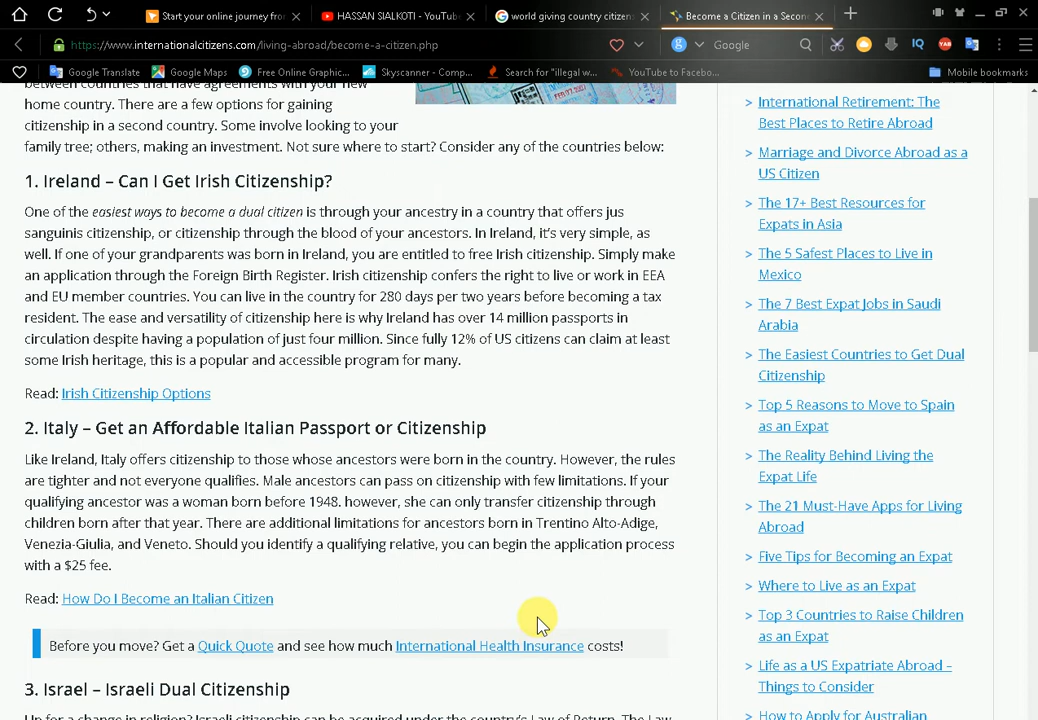 Start your online journey fro
HASSAN SIALKOTI - YouTub
world giving country citizen
Become a Citizen in a Secon
https://www.internationalcitizens.com/living-abroad/become-a-citizen.php
Google
Google Translate
Google Maps
Free Online Graphic...
Skyscanner - Comp...
Search for "illegal w...
YouTube to Facebo...
Mobile bookmarks
between countries that have agreements with your new
home country. There are a few options for gaining
citizenship in a second country. Some involve looking to your
family tree; others, making an investment. Not sure where to start? Consider any of the countries below:
1. Ireland – Can I Get Irish Citizenship?
One of the easiest ways to become a dual citizen is through your ancestry in a country that offers jus
sanguinis citizenship, or citizenship through the blood of your ancestors. In Ireland, it's very simple, as
well. If one of your grandparents was born in Ireland, you are entitled to free Irish citizenship. Simply make
an application through the Foreign Birth Register. Irish citizenship confers the right to live or work in EEA
and EU member countries. You can live in the country for 280 days per two years before becoming a tax
resident. The ease and versatility of citizenship here is why Ireland has over 14 million passports in
circulation despite having a population of just four million. Since fully 12% of US citizens can claim at least
some Irish heritage, this is a popular and accessible program for many.
Read: Irish Citizenship Options
2. Italy – Get an Affordable Italian Passport or Citizenship
Like Ireland, Italy offers citizenship to those whose ancestors were born in the country. However, the rules
are tighter and not everyone qualifies. Male ancestors can pass on citizenship with few limitations. If your
qualifying ancestor was a woman born before 1948. however, she can only transfer citizenship through
children born after that year. There are additional limitations for ancestors born in Trentino Alto-Adige,
Venezia-Giulia, and Veneto. Should you identify a qualifying relative, you can begin the application process
with a $25 fee.
Read: How Do I Become an Italian Citizen
Before you move? Get a Quick Quote and see how much International Health Insurance costs!
3. Israel – Israeli Dual Citizenship
Up for a change in religion? Israeli citizenship can be acquired under the country's Law of Return. The Law
> International Retirement: The
Best Places to Retire Abroad
> Marriage and Divorce Abroad as a
US Citizen
> The 17+ Best Resources for
Expats in Asia
> The 5 Safest Places to Live in
Mexico
> The 7 Best Expat Jobs in Saudi
Arabia
> The Easiest Countries to Get Dual
Citizenship
> Top 5 Reasons to Move to Spain
as an Expat
> The Reality Behind Living the
Expat Life
> The 21 Must-Have Apps for Living
Abroad
> Five Tips for Becoming an Expat
> Where to Live as an Expat
> Top 3 Countries to Raise Children
as an Expat
> Life as a US Expatriate Abroad –
Things to Consider
> How to Apply for Australian